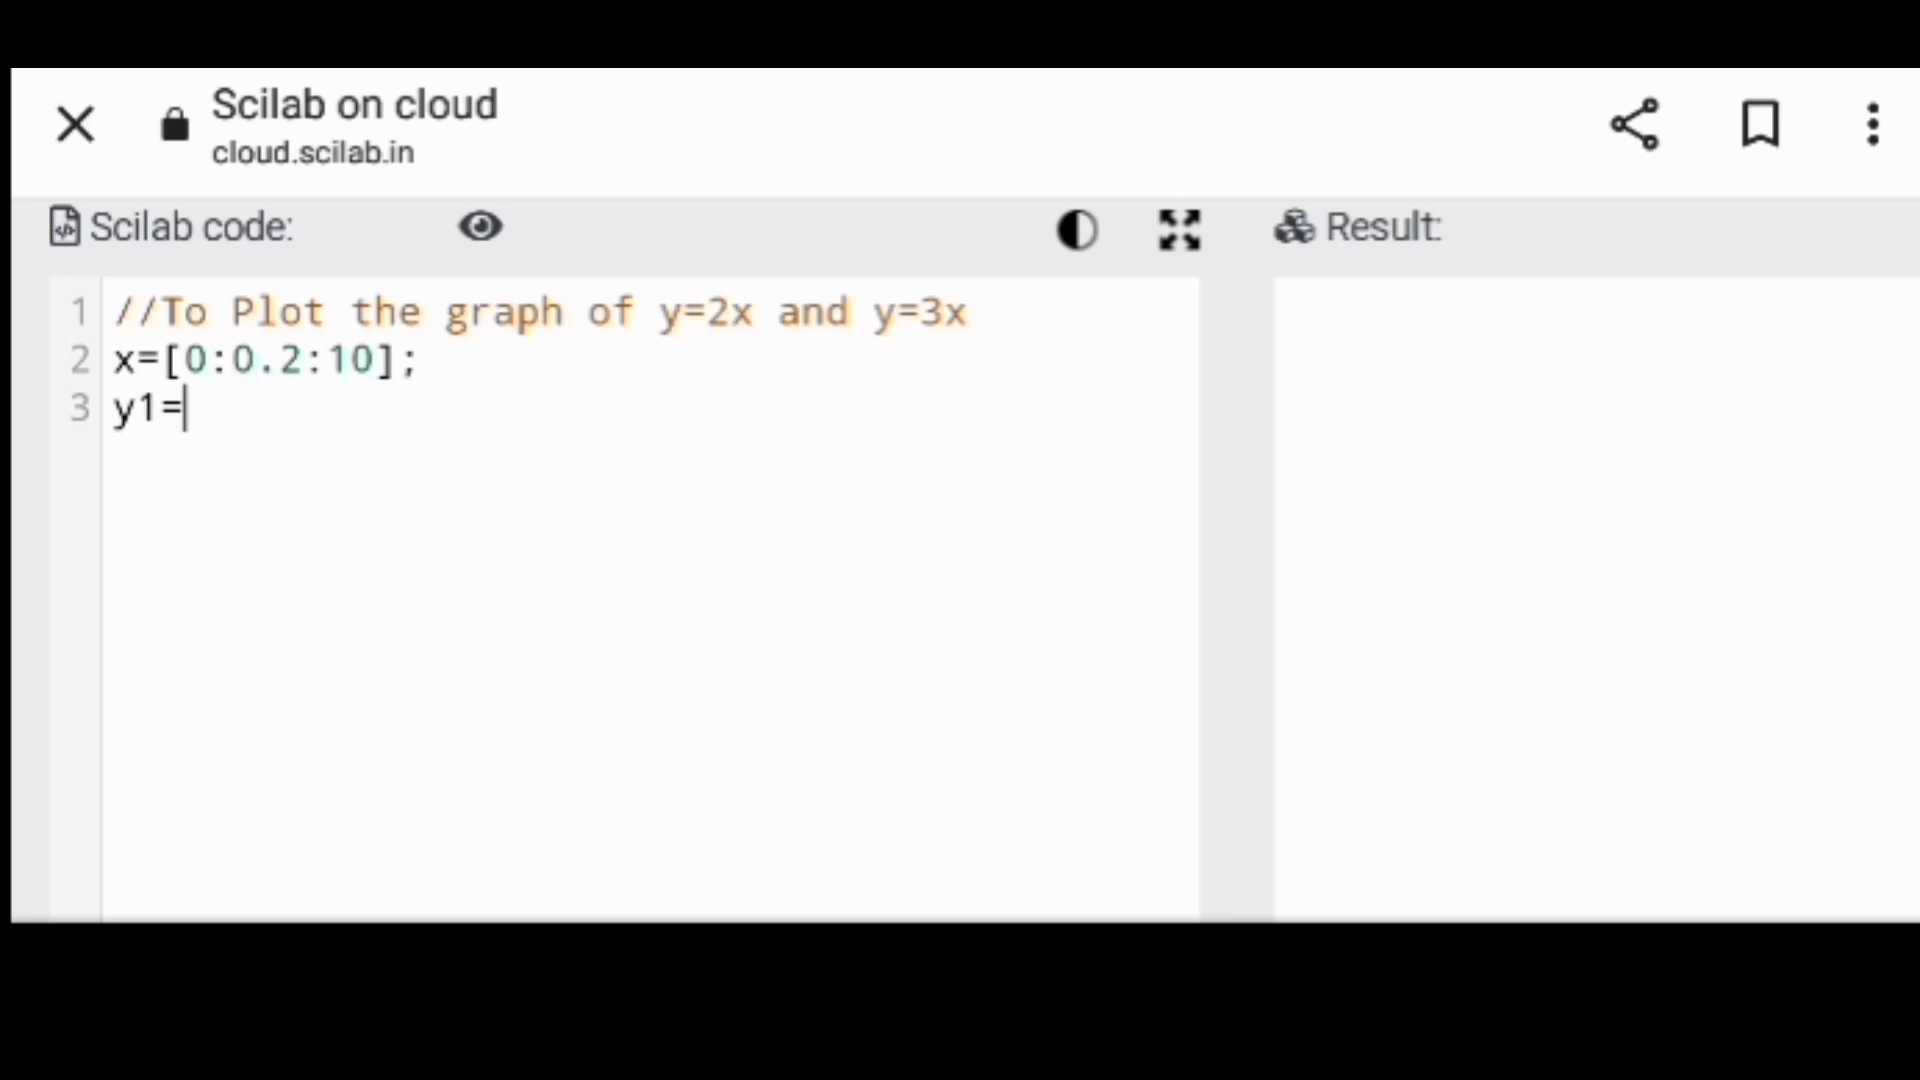 Scilab on cloud
cloud.scilab.in
Scilab code:
Result:
1 //To Plot the graph of y=2x and y=3x
2 x=[0:0.2:10];
3 y1=